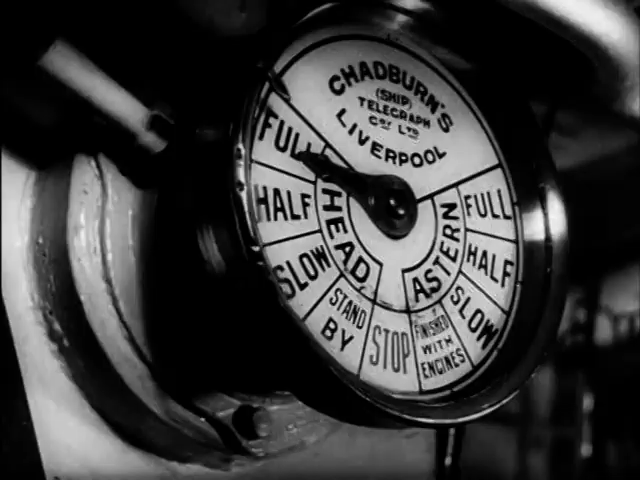 CHADBURN'S
(SHIP)
TELEGRAPH
Coy LTD
LIVERPOOL
FULL
HALF
SLOW
STAND
BY
STOP
FINISHED
WITH
ENGINES
SLOW
HALF
FULL
AHEAD
ASTERN